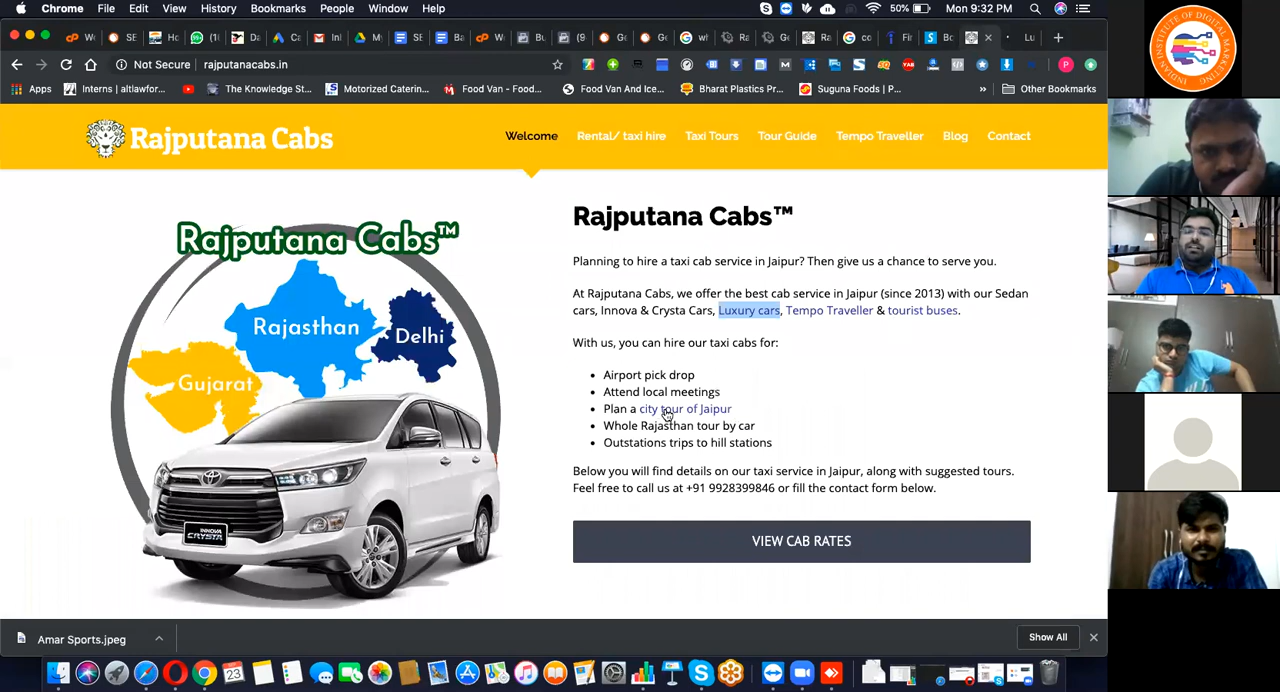 Chrome File Edit View History Bookmarks People Window Help
50% Mon 9:32 PM
Not Secure rajputanacabs.in
Apps Interns | altlawfor... The Knowledge St... Motorized Caterin... Food Van - Food... Food Van And Ice... Bharat Plastics Pr... Suguna Foods | P... » Other Bookmarks
INDIAN INSTITUTE OF DIGITAL MARKETING
Rajputana Cabs
Welcome Rental/ taxi hire Taxi Tours Tour Guide Tempo Traveller Blog Contact
Rajputana Cabs™
Rajasthan
Delhi
Gujarat
INNOVA
CRYSTA
Rajputana Cabs™
Planning to hire a taxi cab service in Jaipur? Then give us a chance to serve you.
At Rajputana Cabs, we offer the best cab service in Jaipur (since 2013) with our Sedan
cars, Innova & Crysta Cars, Luxury cars, Tempo Traveller & tourist buses.
With us, you can hire our taxi cabs for:
• Airport pick drop
• Attend local meetings
• Plan a city tour of Jaipur
• Whole Rajasthan tour by car
• Outstations trips to hill stations
Below you will find details on our taxi service in Jaipur, along with suggested tours.
Feel free to call us at +91 9928399846 or fill the contact form below.
VIEW CAB RATES
Amar Sports.jpeg
Show All